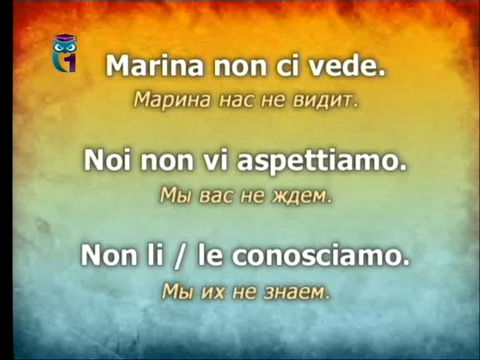 1
Marina non ci vede.
Марина нас не видит.
Noi non vi aspettiamo.
Мы вас не ждем.
Non li / le conosciamo.
Мы их не знаем.